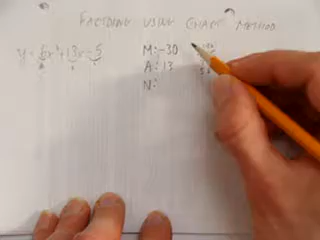 FACTORING USING CHART METHOD
y = 6x²+13x-5
M: -30
A: 13
N: